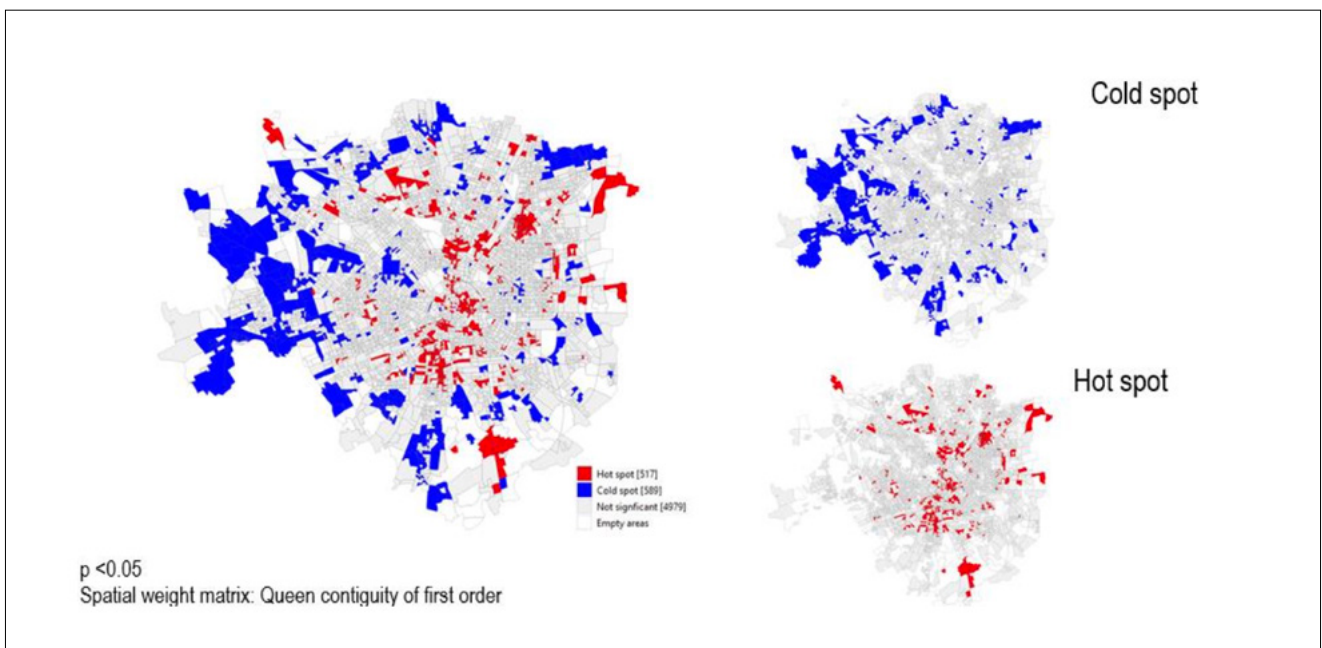 Cold spot
Hot spot
Hot spot [517]
Cold spot [589]
Not signficant [4979]
Empty areas
p <0.05
Spatial weight matrix: Queen contiguity of first order